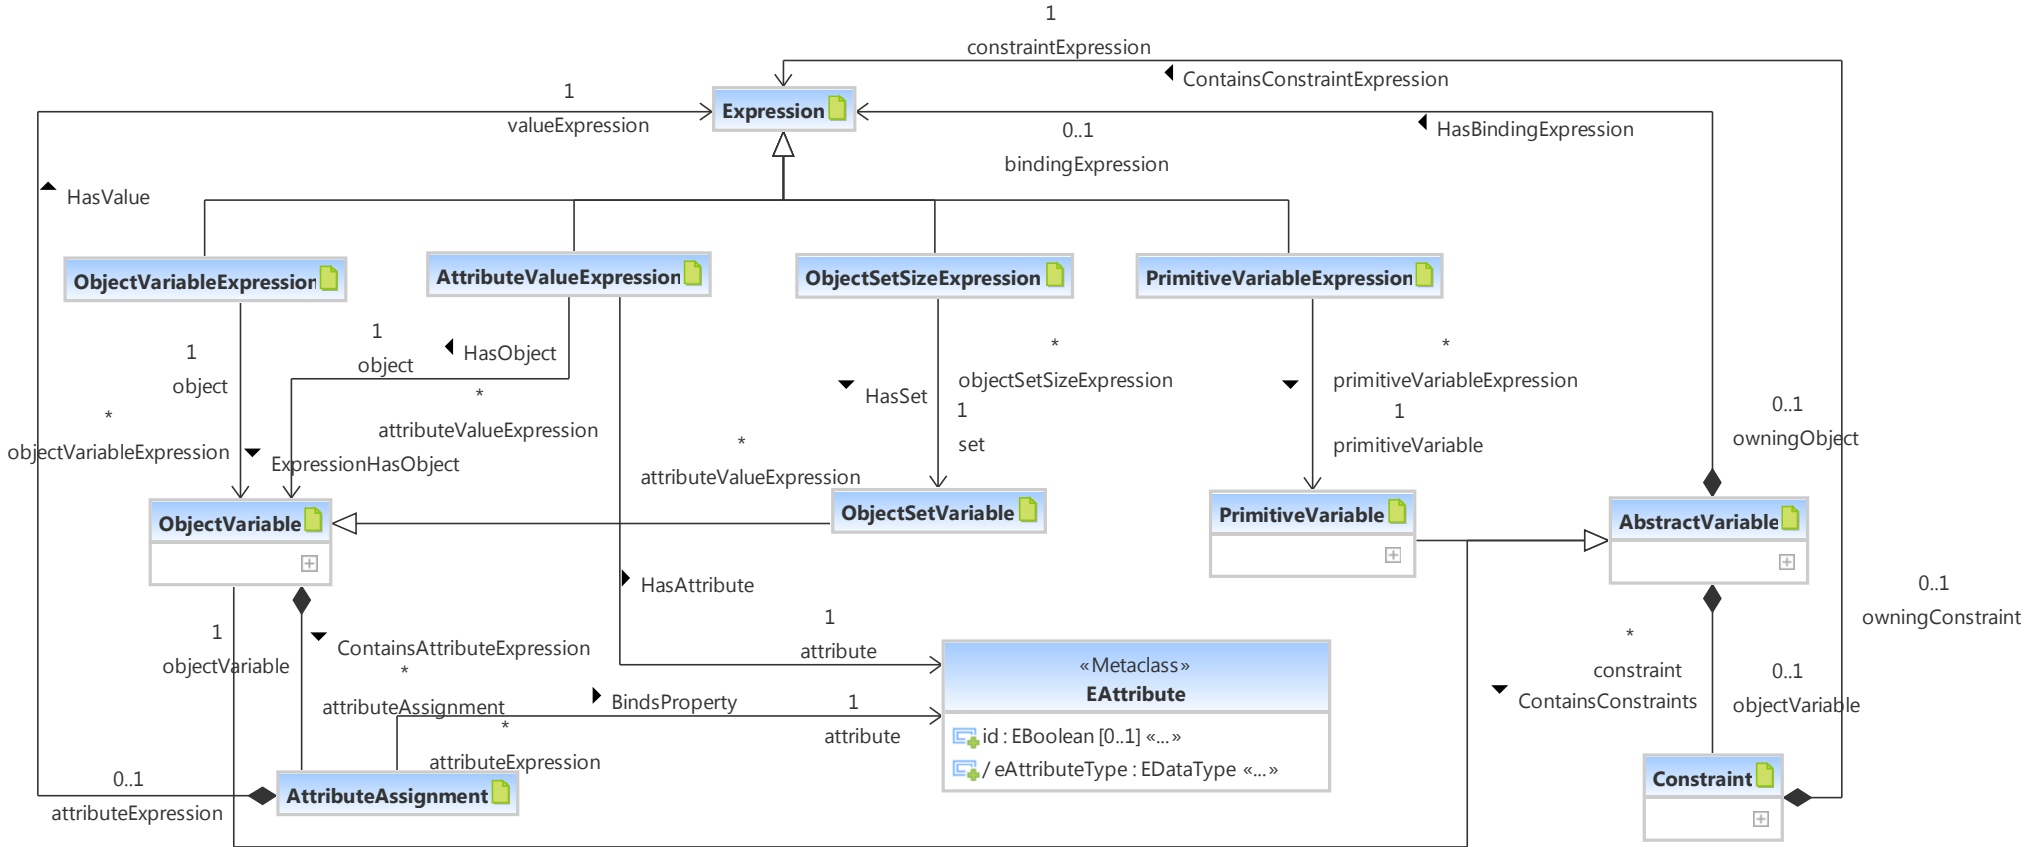 1
constraintExpression
ContainsConstraintExpression
1
valueExpression
Expression
0..1
bindingExpression
HasBindingExpression
HasValue
ObjectVariableExpression
AttributeValueExpression
ObjectSetSizeExpression
PrimitiveVariableExpression
1
object
1
object
HasObject
*
objectVariableExpression
*
attributeValueExpression
ExpressionHasObject
*
attributeValueExpression
HasSet
*
objectSetSizeExpression
1
set
*
primitiveVariableExpression
1
primitiveVariable
0..1
owningObject
ObjectVariable
ObjectSetVariable
PrimitiveVariable
AbstractVariable
HasAttribute
1
attribute
0..1
owningConstraint
1
objectVariable
ContainsAttributeExpression
*
attributeAssignment
BindsProperty
1
attribute
*
attributeExpression
«Metaclass»
EAttribute
id : EBoolean [0..1] «...»
/ eAttributeType : EDataType «...»
*
constraint
ContainsConstraints
0..1
objectVariable
0..1
attributeExpression
AttributeAssignment
Constraint